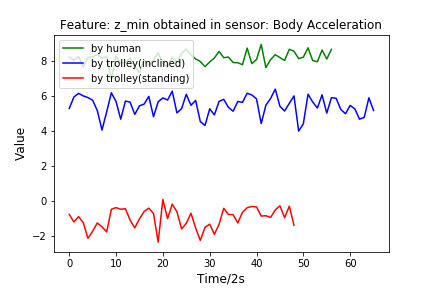 Feature: z_min obtained in sensor: Body Acceleration
by human
by trolley(inclined)
by trolley(standing)
Value
8
6
4
2
0
−2
0
10
20
30
40
50
60
Time/2s